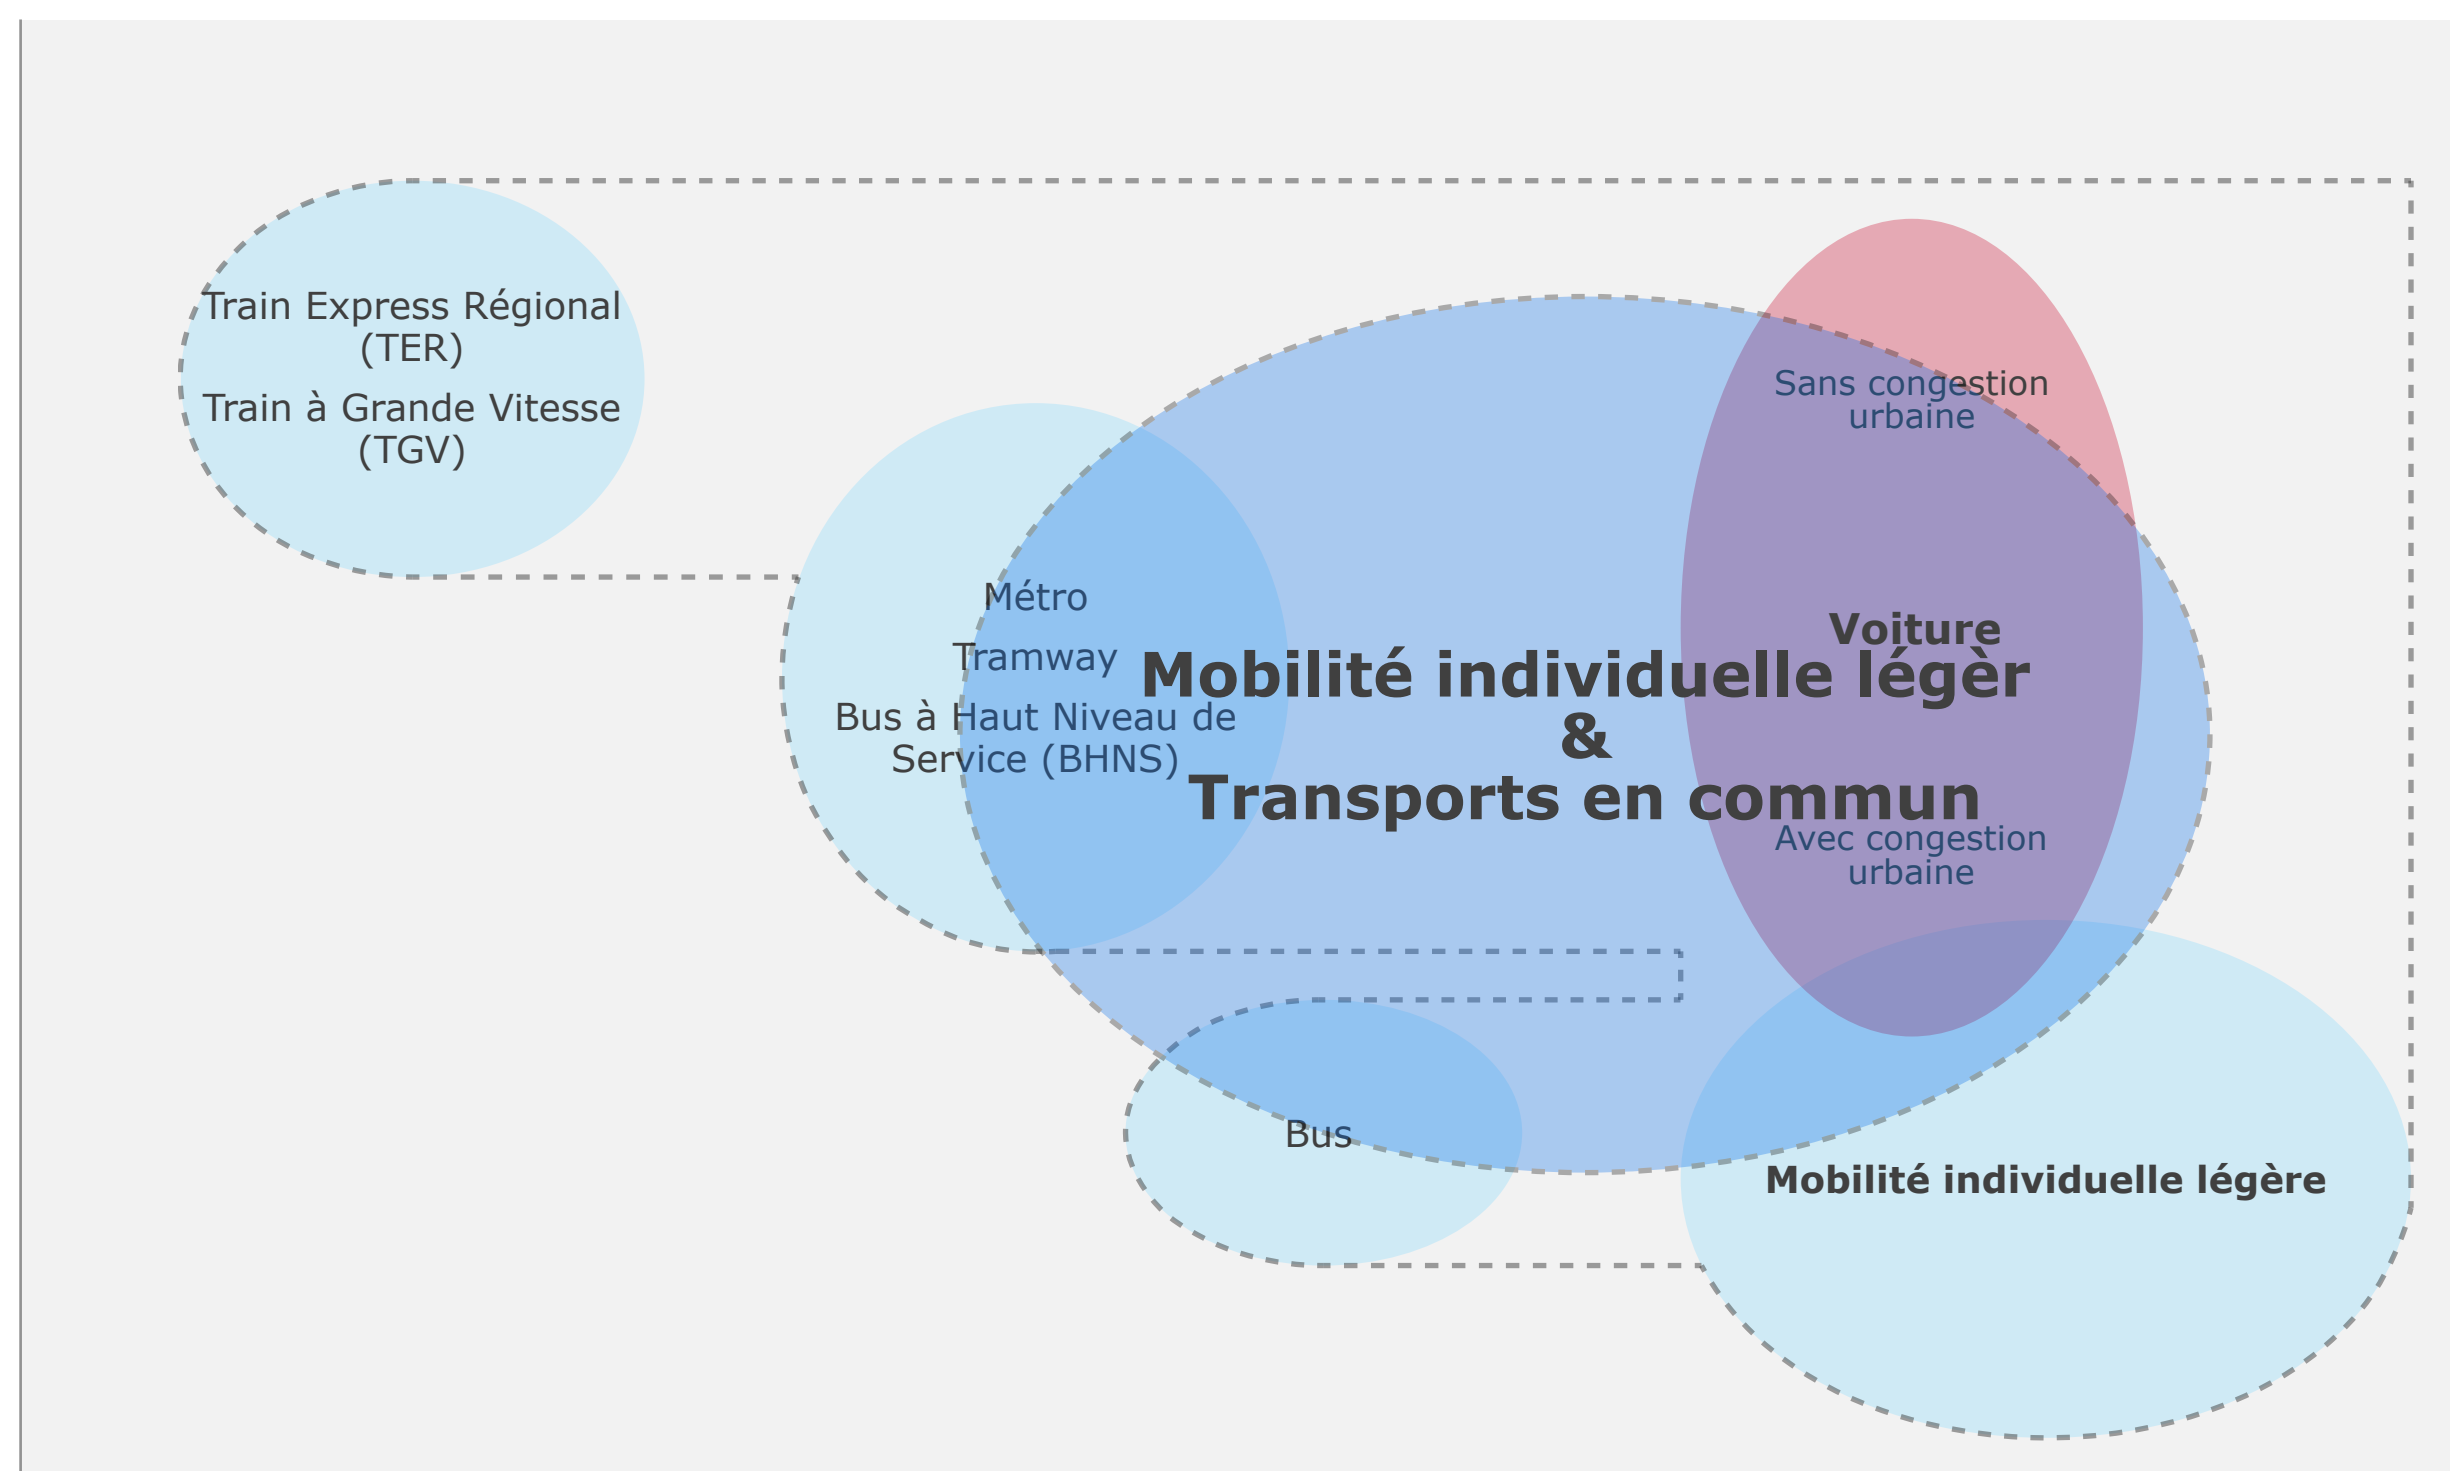 Train Express Régional
(TER)
Train à Grande Vitesse
(TGV)
Métro
Tramway
Bus à Haut Niveau de
Service (BHNS)
Sans congestion
urbaine
Voiture
Mobilité individuelle légèr
&
Transports en commun
Avec congestion
urbaine
Bus
Mobilité individuelle légère